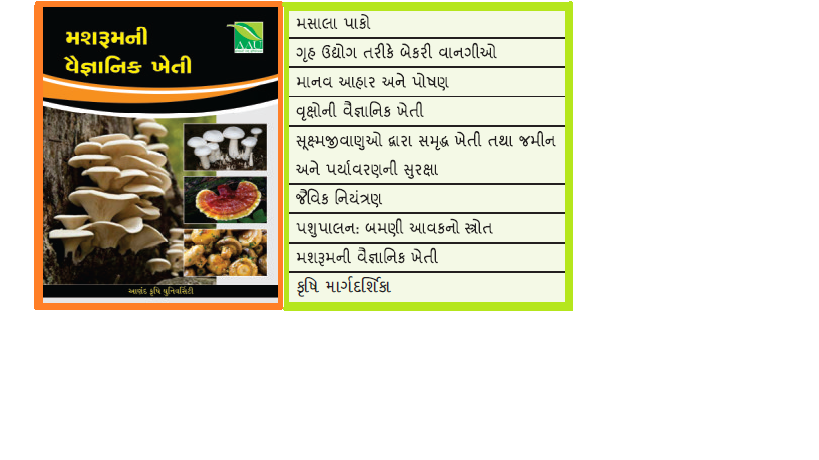 મશરૂમની
વૈજ્ઞાનિક ખેતી
AAU
આણંદ કૃષિ યુનિવર્સિટી
મસાલા પાકો
ગૃહ ઉદ્યોગ તરીકે બેકરી વાનગીઓ
માનવ આહાર અને પોષણ
વૃક્ષોની વૈજ્ઞાનિક ખેતી
સૂક્ષ્મજીવાણુઓ દ્વારા સમૃદ્ધ ખેતી તથા જમીન
અને પર્યાવરણની સુરક્ષા
જૈવિક નિયંત્રણ
પશુપાલન: બમણી આવકનો સ્ત્રોત
મશરૂમની વૈજ્ઞાનિક ખેતી
કૃષિ માર્ગદર્શિકા